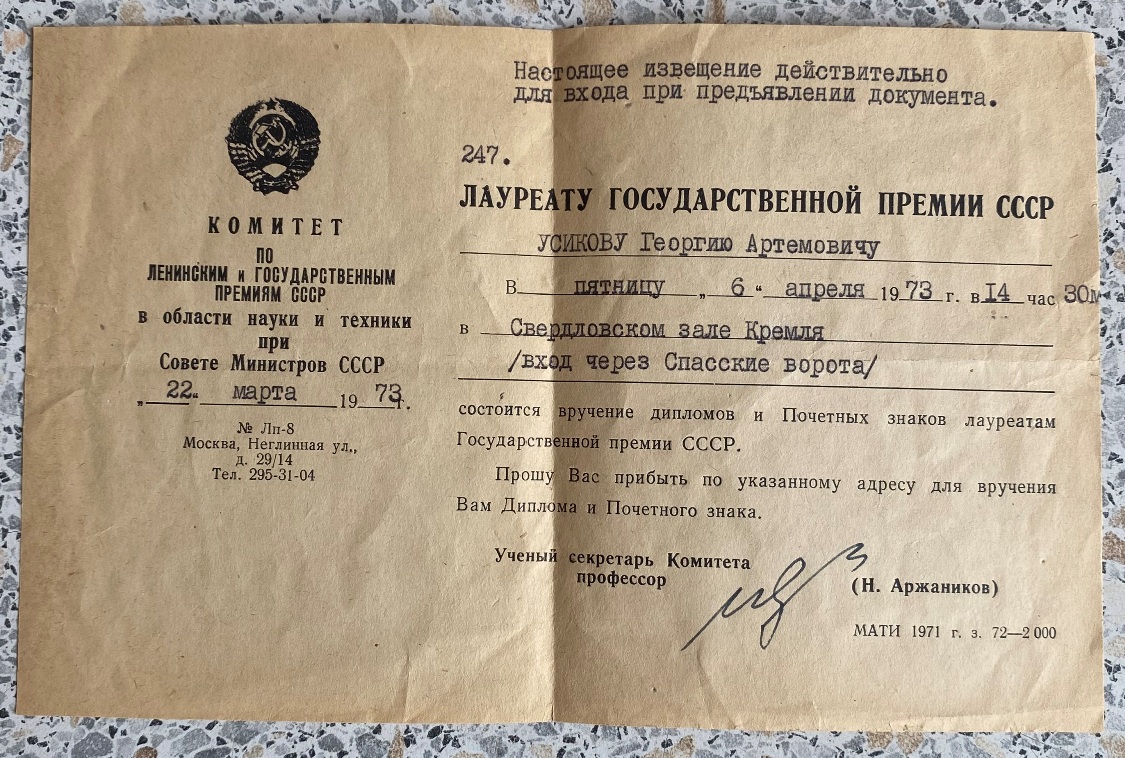 Настоящее извещение действительно
для входа при предъявлении документа.
КОМИТЕТ
ПО
ЛЕНИНСКИМ и ГОСУДАРСТВЕННЫМ
ПРЕМИЯМ СССР
в области науки и техники
при
Совете Министров СССР
„ 22 “ марта 19 73 г.
№ Лп-8
Москва, Неглинная ул.,
д. 29/14
Тел. 295-31-04
247.
ЛАУРЕАТУ ГОСУДАРСТВЕННОЙ ПРЕМИИ СССР
УСИКОВУ Георгию Артемовичу
В пятницу „ 6 “ апреля 19 73 г. в 14 час 30м
в Свердловском зале Кремля
/вход через Спасские ворота/
состоится вручение дипломов и Почетных знаков лауреатам
Государственной премии СССР.
Прошу Вас прибыть по указанному адресу для вручения
Вам Диплома и Почетного знака.
Ученый секретарь Комитета
профессор
(Н. Аржаников)
МАТИ 1971 г. з. 72—2 000